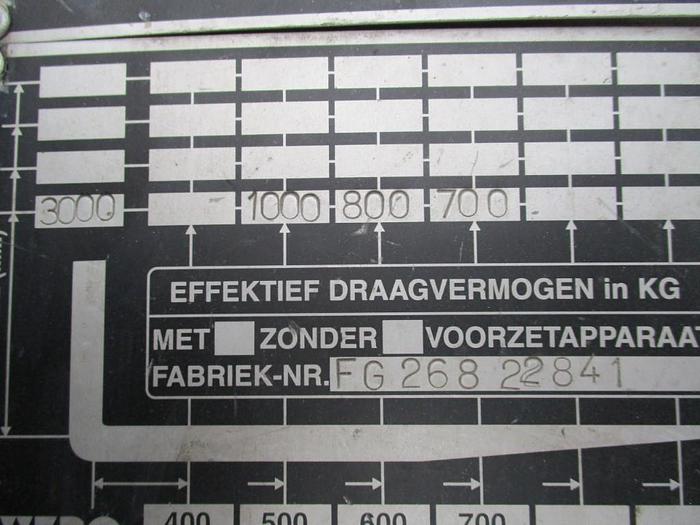 3000 1000 800 700
EFFEKTIEF DRAAGVERMOGEN in KG
MET ZONDER VOORZETAPPARAAT
FABRIEK-NR. FG 268 22841
400 500 600 700